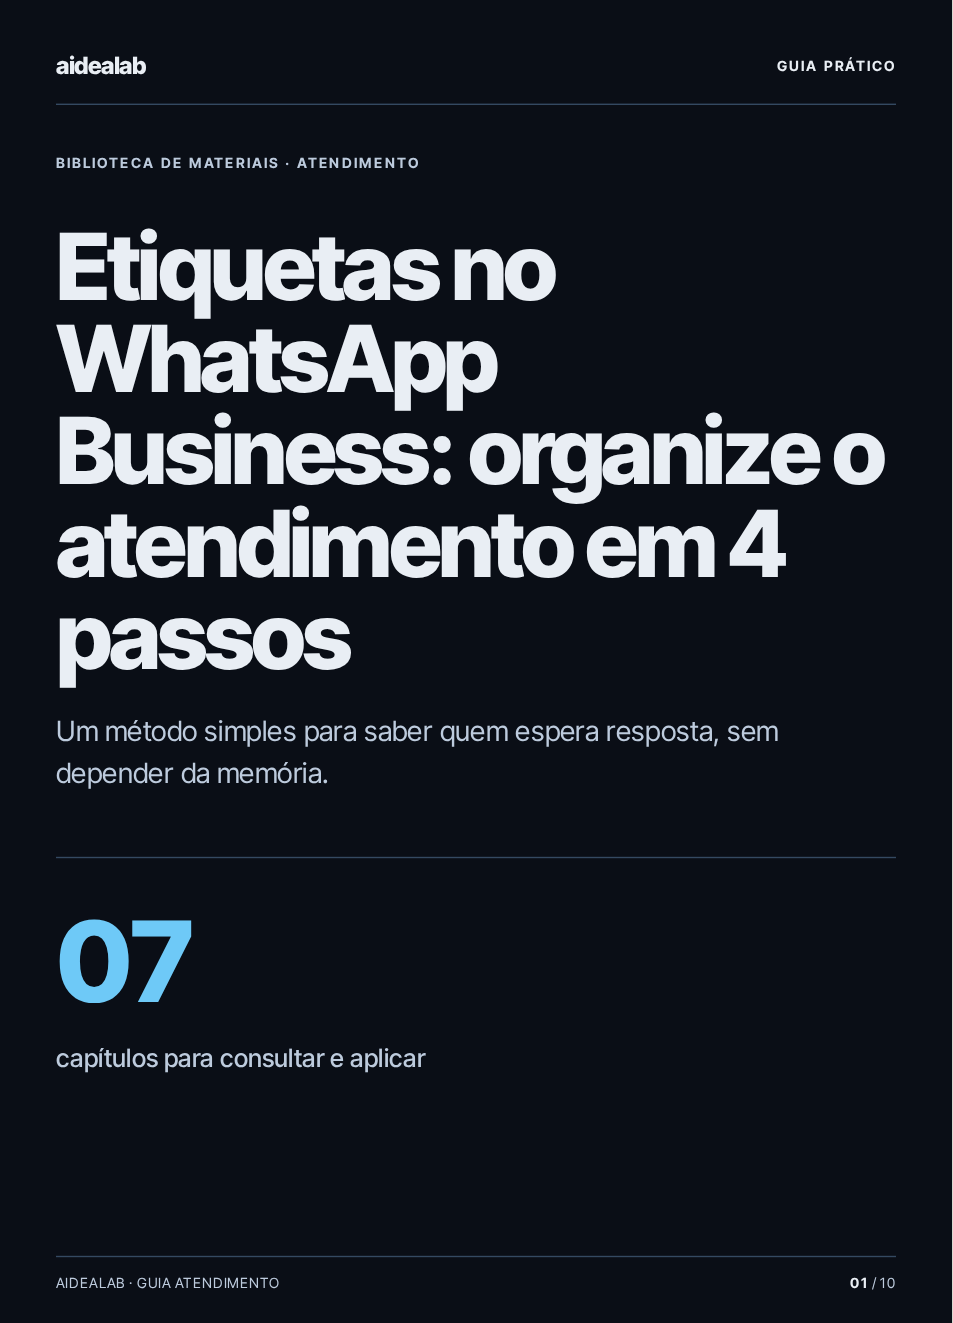 aidealab
GUIA PRÁTICO
BIBLIOTECA DE MATERIAIS · ATENDIMENTO
Etiquetas no
WhatsApp
Business: organize o
atendimento em 4
passos
Um método simples para saber quem espera resposta, sem
depender da memória.
07
capítulos para consultar e aplicar
AIDEALAB · GUIA ATENDIMENTO
01 / 10